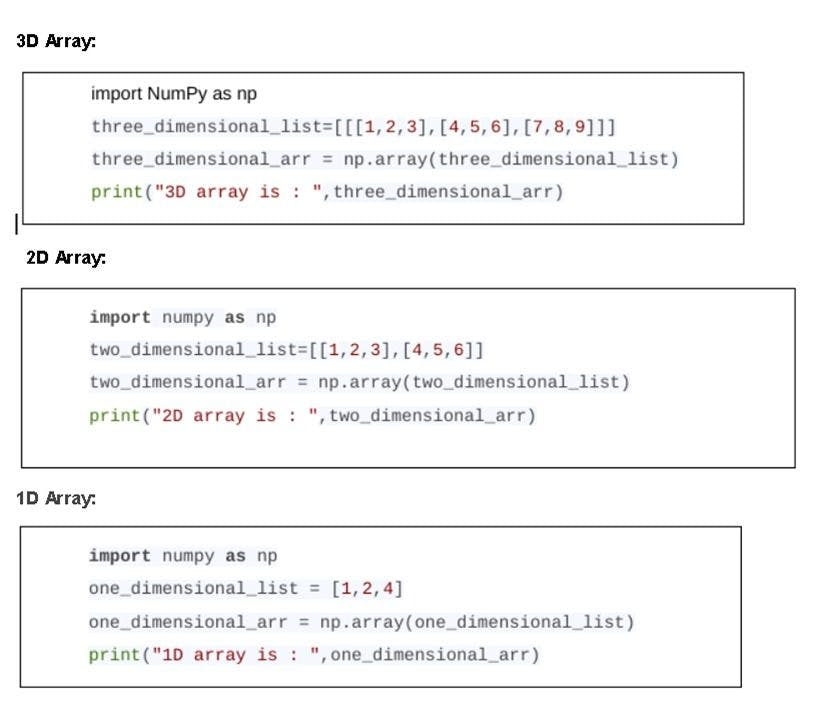 3D Array:
import NumPy as np
three_dimensional_list=[[[1,2,3],[4,5,6],[7,8,9]]]
three_dimensional_arr = np.array(three_dimensional_list)
print("3D array is : ",three_dimensional_arr)
2D Array:
import numpy as np
two_dimensional_list=[[1,2,3],[4,5,6]]
two_dimensional_arr = np.array(two_dimensional_list)
print("2D array is : ",two_dimensional_arr)
1D Array:
import numpy as np
one_dimensional_list = [1,2,4]
one_dimensional_arr = np.array(one_dimensional_list)
print("1D array is : ",one_dimensional_arr)